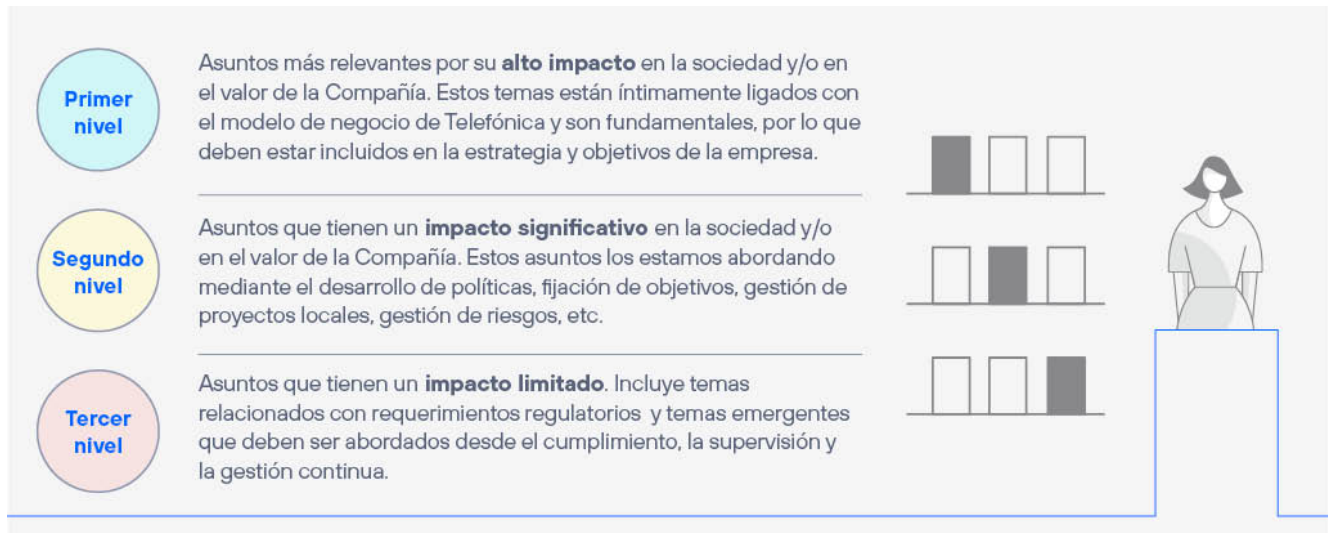 Primer
nivel
Asuntos más relevantes por su alto impacto en la sociedad y/o en
el valor de la Compañía. Estos temas están íntimamente ligados con
el modelo de negocio de Telefónica y son fundamentales, por lo que
deben estar incluidos en la estrategia y objetivos de la empresa.
Segundo
nivel
Asuntos que tienen un impacto significativo en la sociedad y/o
en el valor de la Compañía. Estos asuntos los estamos abordando
mediante el desarrollo de políticas, fijación de objetivos, gestión de
proyectos locales, gestión de riesgos, etc.
Tercer
nivel
Asuntos que tienen un impacto limitado. Incluye temas
relacionados con requerimientos regulatorios y temas emergentes
que deben ser abordados desde el cumplimiento, la supervisión y
la gestión continua.